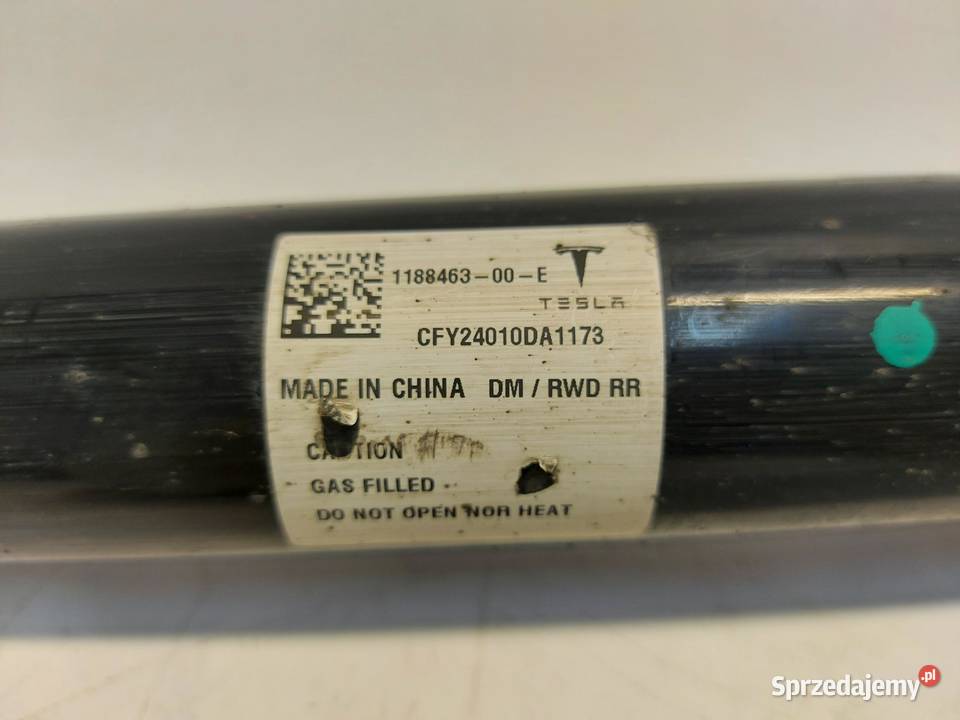 1188463-00-E
TESLA
CFY24010DA1173
MADE IN CHINA DM / RWD RR
CAUTION
GAS FILLED
DO NOT OPEN NOR HEAT
Sprzedajemy.pl